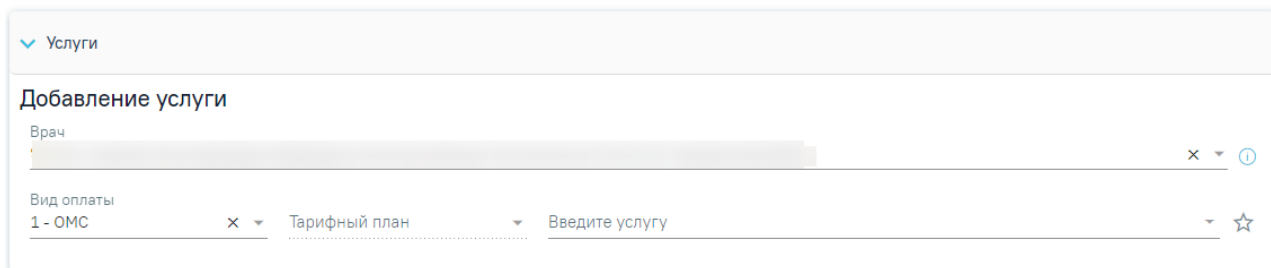 Услуги
Добавление услуги
Врач
Вид оплаты
1 - ОМС
Тарифный план
Введите услугу